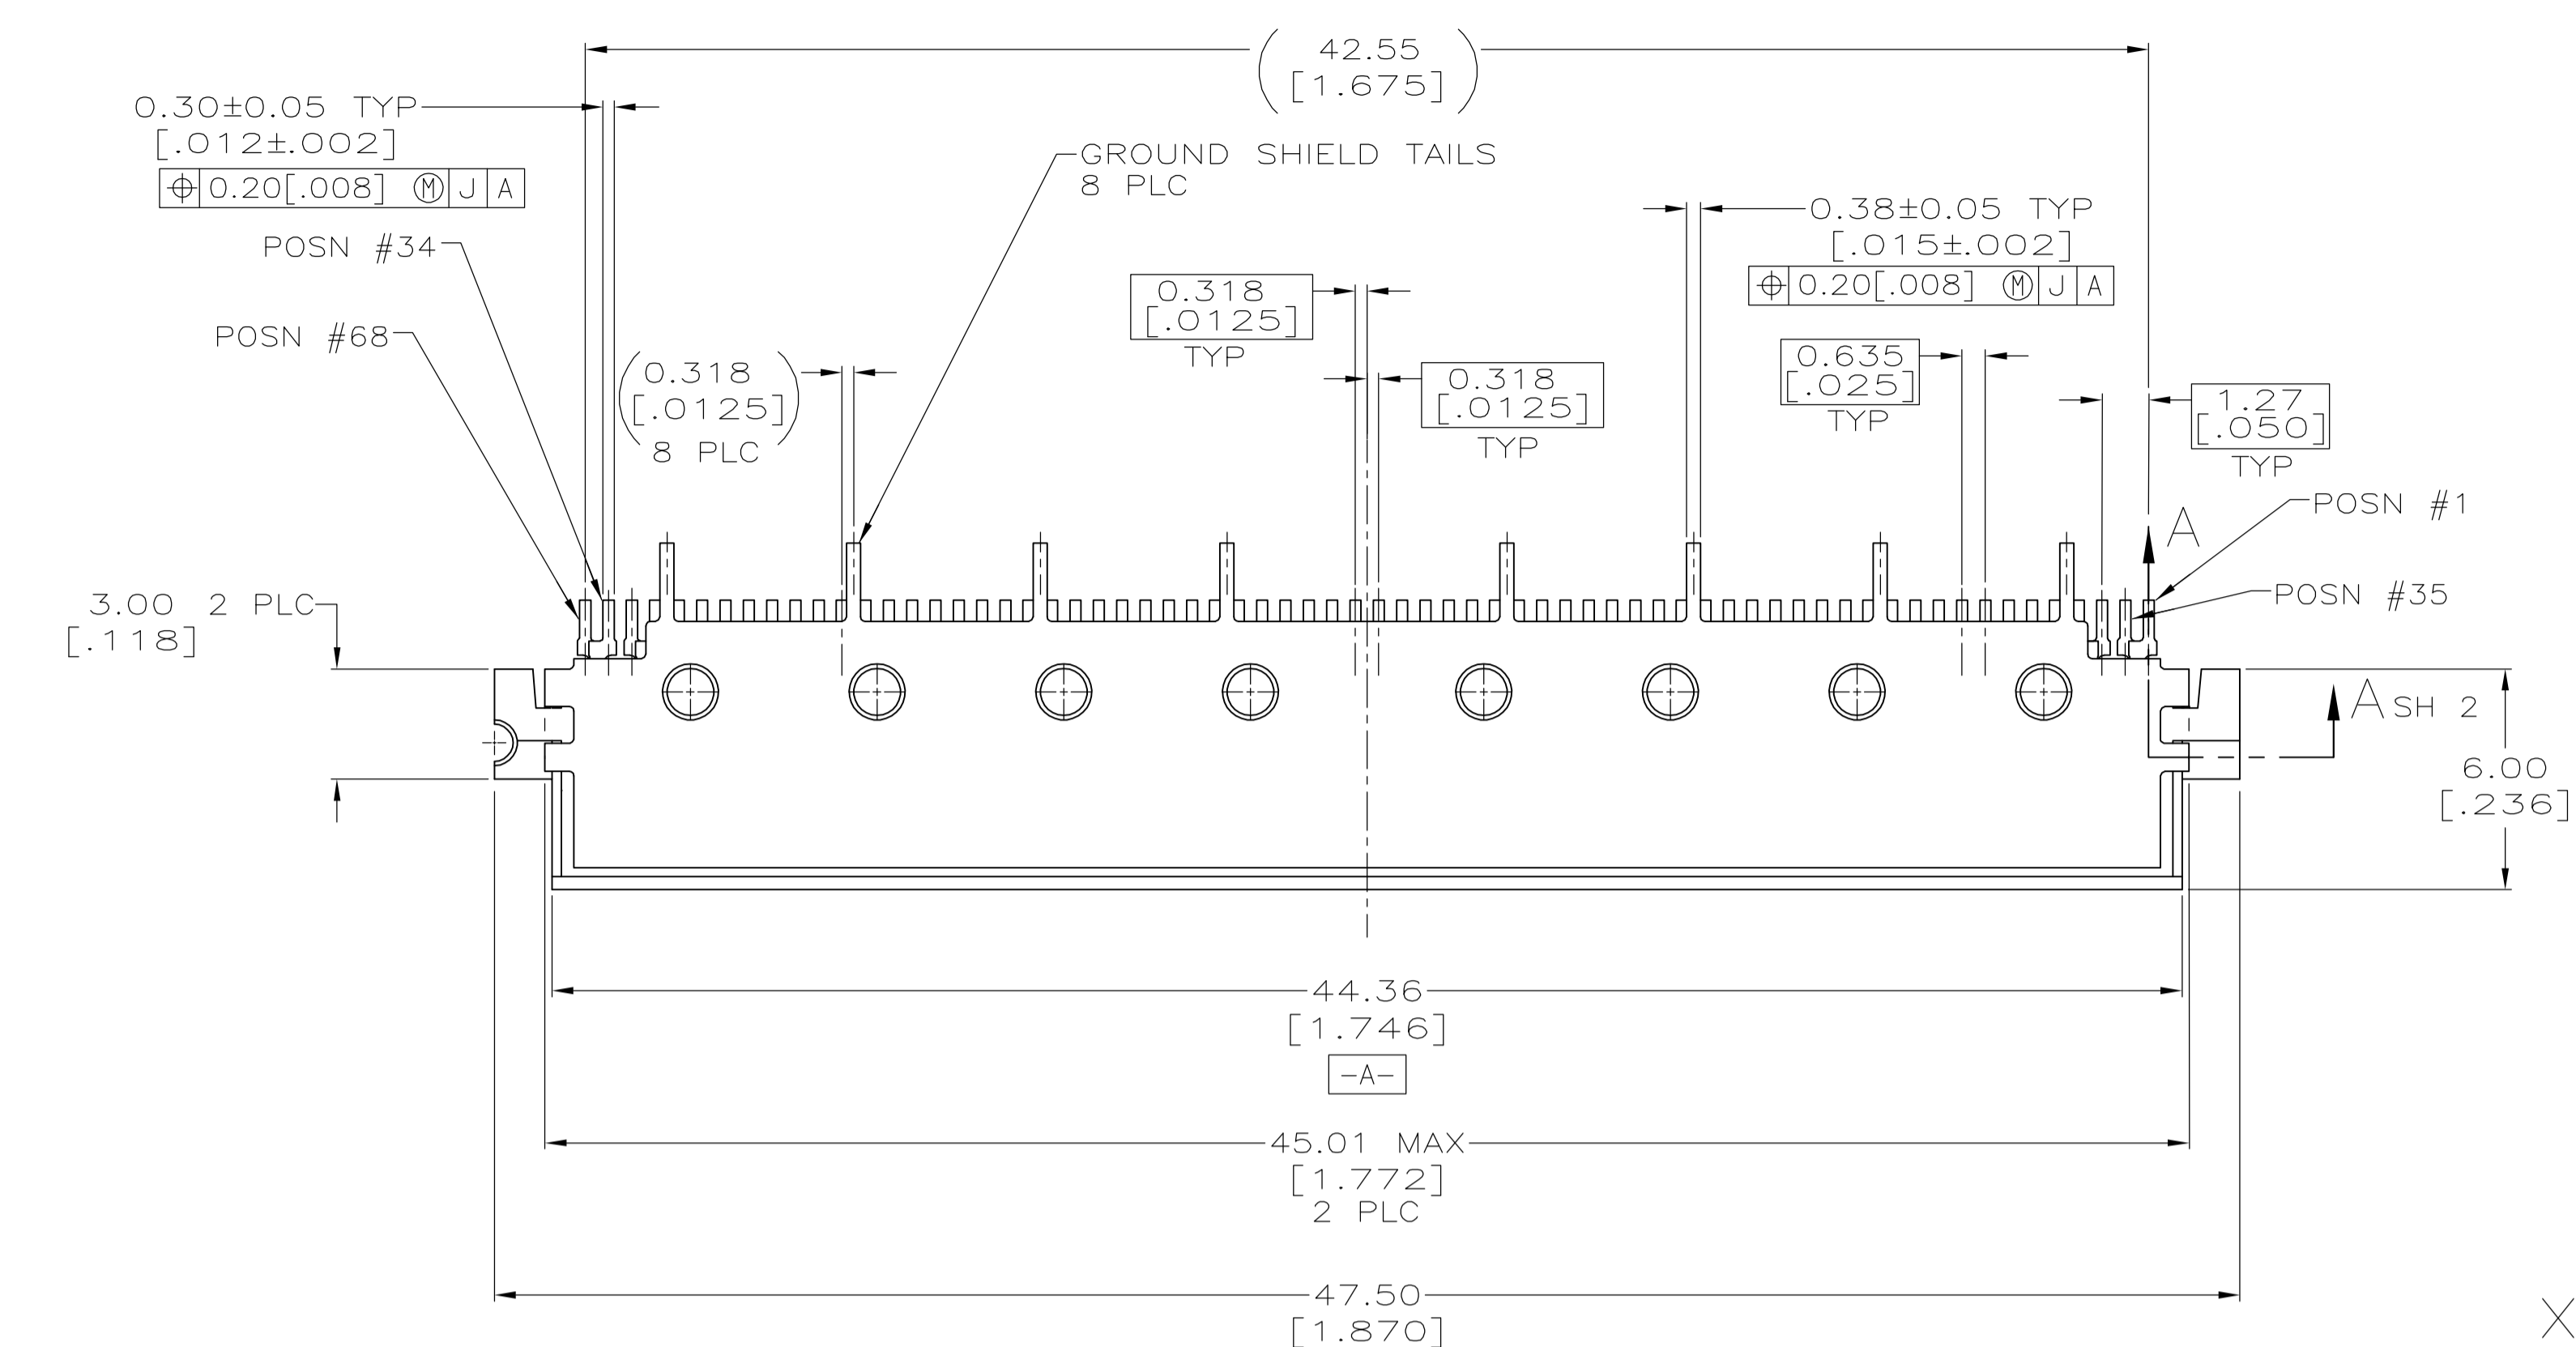 42.55
[1.675]
0.30±0.05 TYP
[.012±.002]
⌖ 0.20[.008] Ⓜ J A
GROUND SHIELD TAILS
8 PLC
POSN #34
0.38±0.05 TYP
[.015±.002]
⌖ 0.20[.008] Ⓜ J A
POSN #68
0.318
[.0125]
TYP
(0.318
[.0125])
8 PLC
0.318
[.0125]
TYP
0.635
[.025]
TYP
1.27
[.050]
TYP
POSN #1
A
POSN #35
3.00 2 PLC
[.118]
A SH 2
6.00
[.236]
44.36
[1.746]
-A-
45.01 MAX
[1.772]
2 PLC
47.50
[1.870]
X